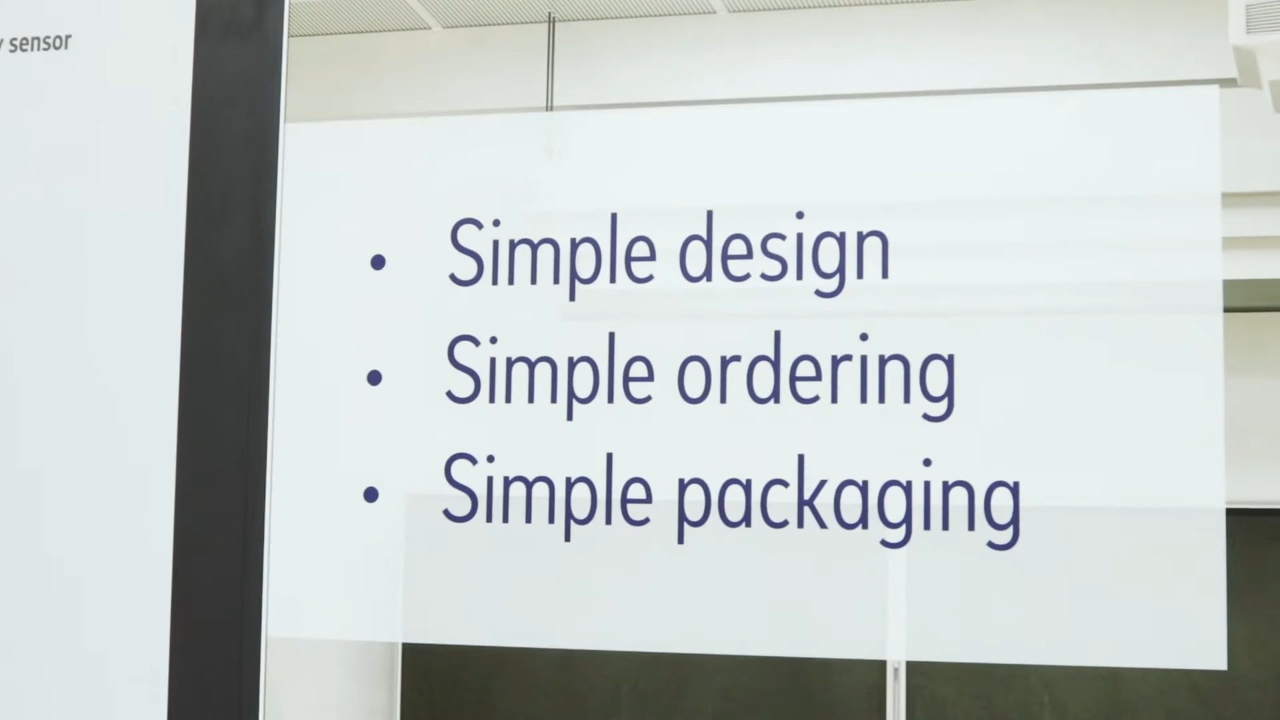 sensor
• Simple design
• Simple ordering
• Simple packaging